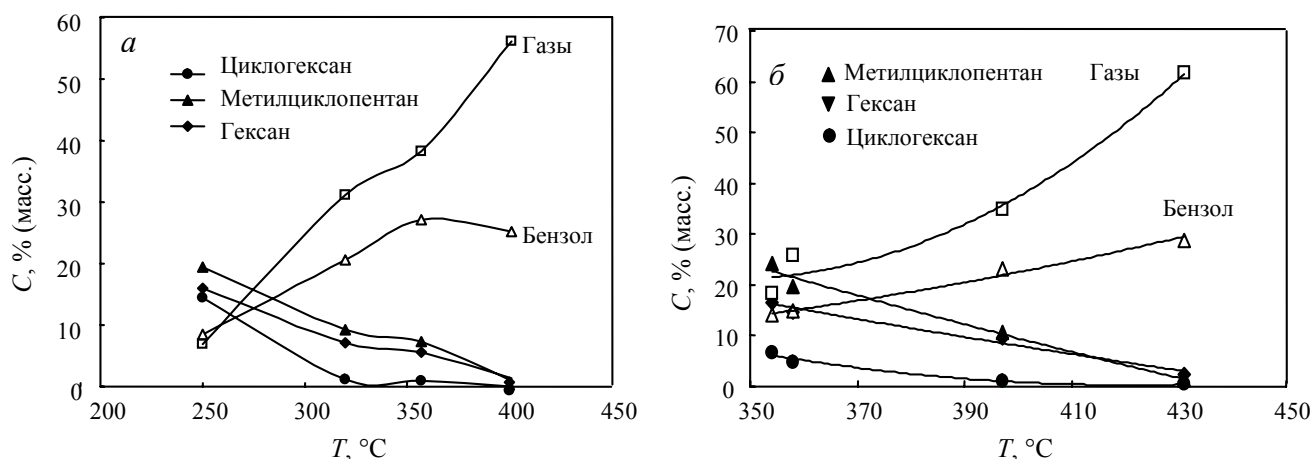 а
60
50
40
30
20
10
0
С, % (масс.)
Циклогексан
Метилциклопентан
Гексан
Газы
Бензол
200 250 300 350 400 450
Т, °С
б
70
60
50
40
30
20
10
0
С, % (масс.)
Метилциклопентан
Гексан
Циклогексан
Газы
Бензол
350 370 390 410 430 450
Т, °С